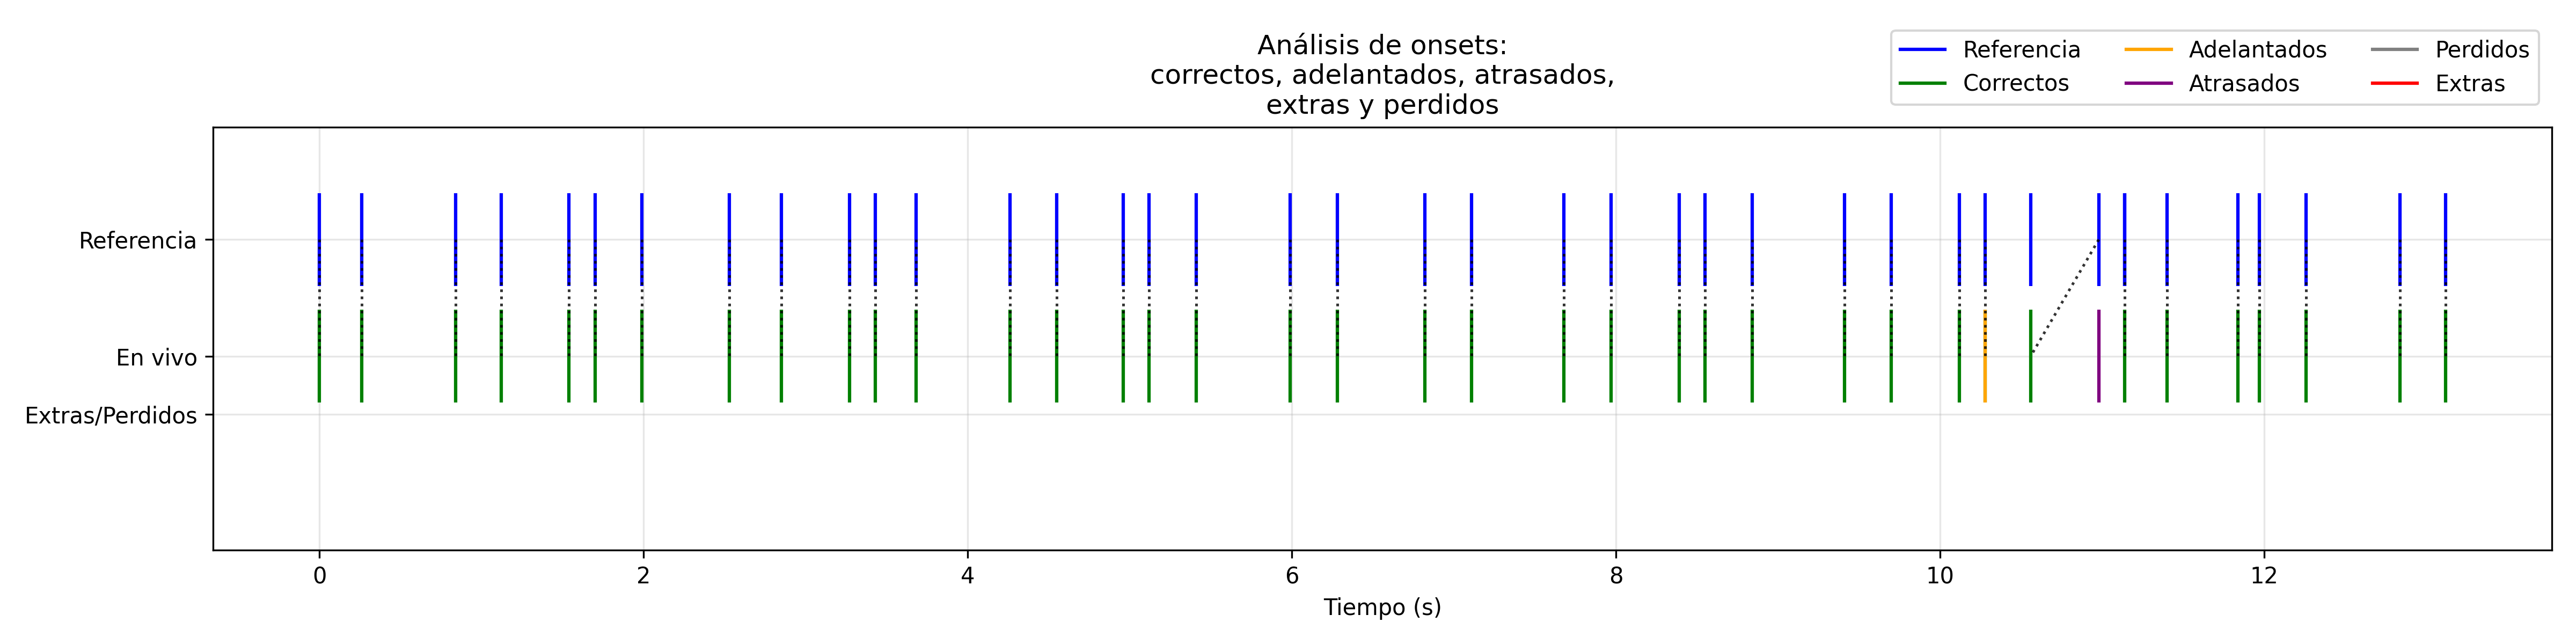 Análisis de onsets:
correctos, adelantados, atrasados,
extras y perdidos
Referencia Adelantados Perdidos
Correctos Atrasados Extras
Referencia
En vivo
Extras/Perdidos
0 2 4 6 8 10 12
Tiempo (s)